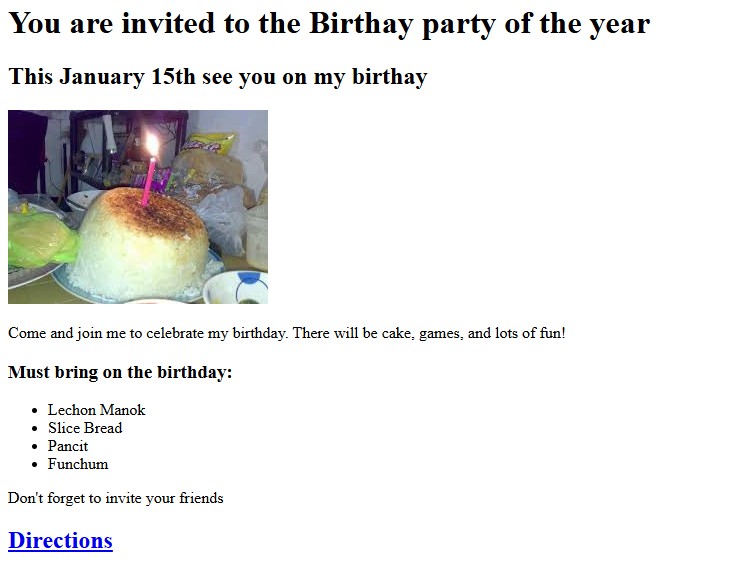 You are invited to the Birthay party of the year
This January 15th see you on my birthay
Come and join me to celebrate my birthday. There will be cake, games, and lots of fun!
Must bring on the birthday:
• Lechon Manok
• Slice Bread
• Pancit
• Funchum
Don't forget to invite your friends
Directions